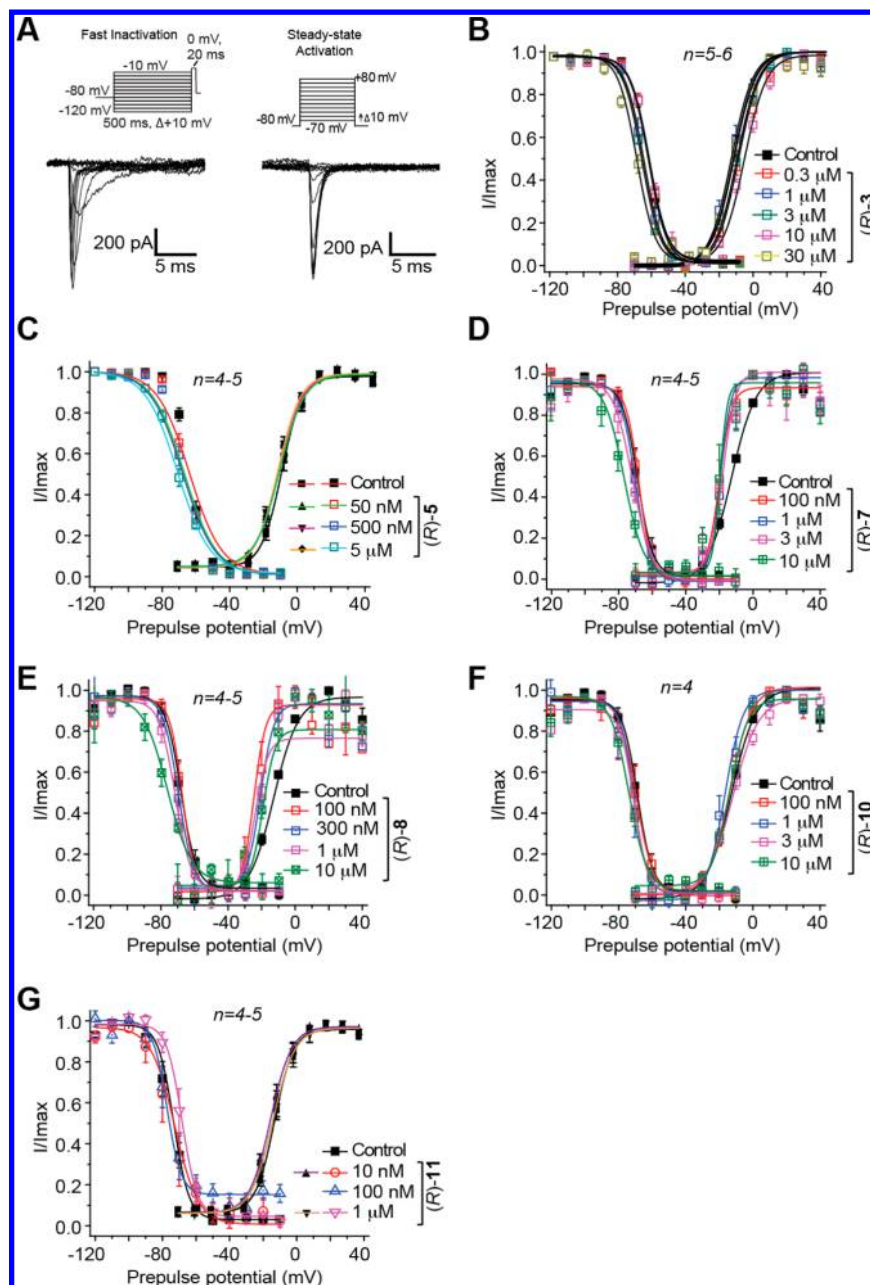 A
Fast Inactivation
0 mV,
20 ms
-10 mV
-80 mV
-120 mV
500 ms, Δ+10 mV
200 pA
5 ms
Steady-state
Activation
+80 mV
-80 mV
-70 mV
Δ10 mV
200 pA
5 ms
B
n=5-6
I/Imax
1.0
0.8
0.6
0.4
0.2
0.0
-120
-80
-40
0
40
Prepulse potential (mV)
Control
0.3 μM
1 μM
3 μM
10 μM
30 μM
(R)-3
C
n=4-5
I/Imax
1.0
0.8
0.6
0.4
0.2
0.0
-120
-80
-40
0
40
Prepulse potential (mV)
Control
50 nM
500 nM
5 μM
(R)-5
D
n=4-5
I/Imax
1.0
0.8
0.6
0.4
0.2
0.0
-120
-80
-40
0
40
Prepulse potential (mV)
Control
100 nM
1 μM
3 μM
10 μM
(R)-7
E
n=4-5
I/Imax
1.0
0.8
0.6
0.4
0.2
0.0
-120
-80
-40
0
40
Prepulse potential (mV)
Control
100 nM
300 nM
1 μM
10 μM
(R)-8
F
n=4
I/Imax
1.0
0.8
0.6
0.4
0.2
0.0
-120
-80
-40
0
40
Prepulse potential (mV)
Control
100 nM
1 μM
3 μM
10 μM
(R)-10
G
n=4-5
I/Imax
1.0
0.8
0.6
0.4
0.2
0.0
-120
-80
-40
0
40
Prepulse potential (mV)
Control
10 nM
100 nM
1 μM
(R)-11